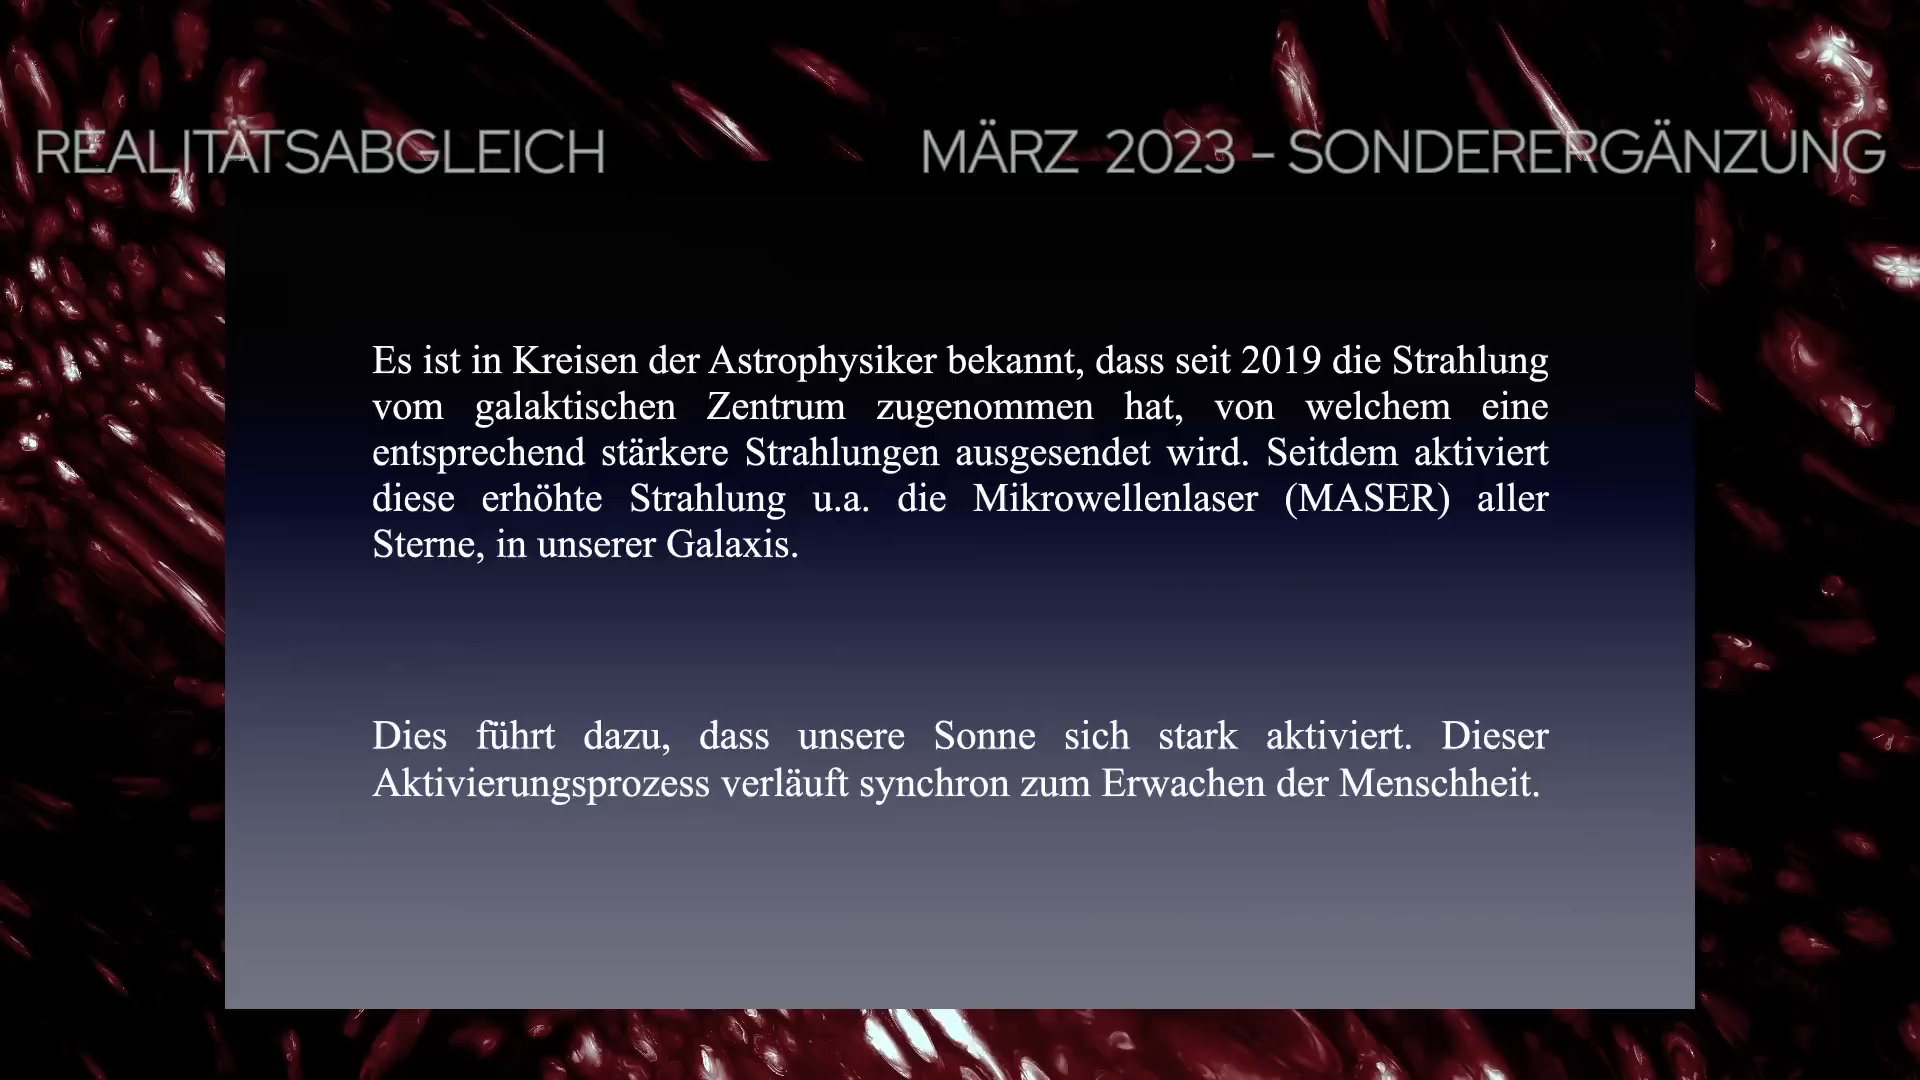 REALITÄTSABGLEICH
MÄRZ 2023 – SONDERERGÄNZUNG
Es ist in Kreisen der Astrophysiker bekannt, dass seit 2019 die Strahlung
vom galaktischen Zentrum zugenommen hat, von welchem eine
entsprechend stärkere Strahlungen ausgesendet wird. Seitdem aktiviert
diese erhöhte Strahlung u.a. die Mikrowellenlaser (MASER) aller
Sterne, in unserer Galaxis.
Dies führt dazu, dass unsere Sonne sich stark aktiviert. Dieser
Aktivierungsprozess verläuft synchron zum Erwachen der Menschheit.